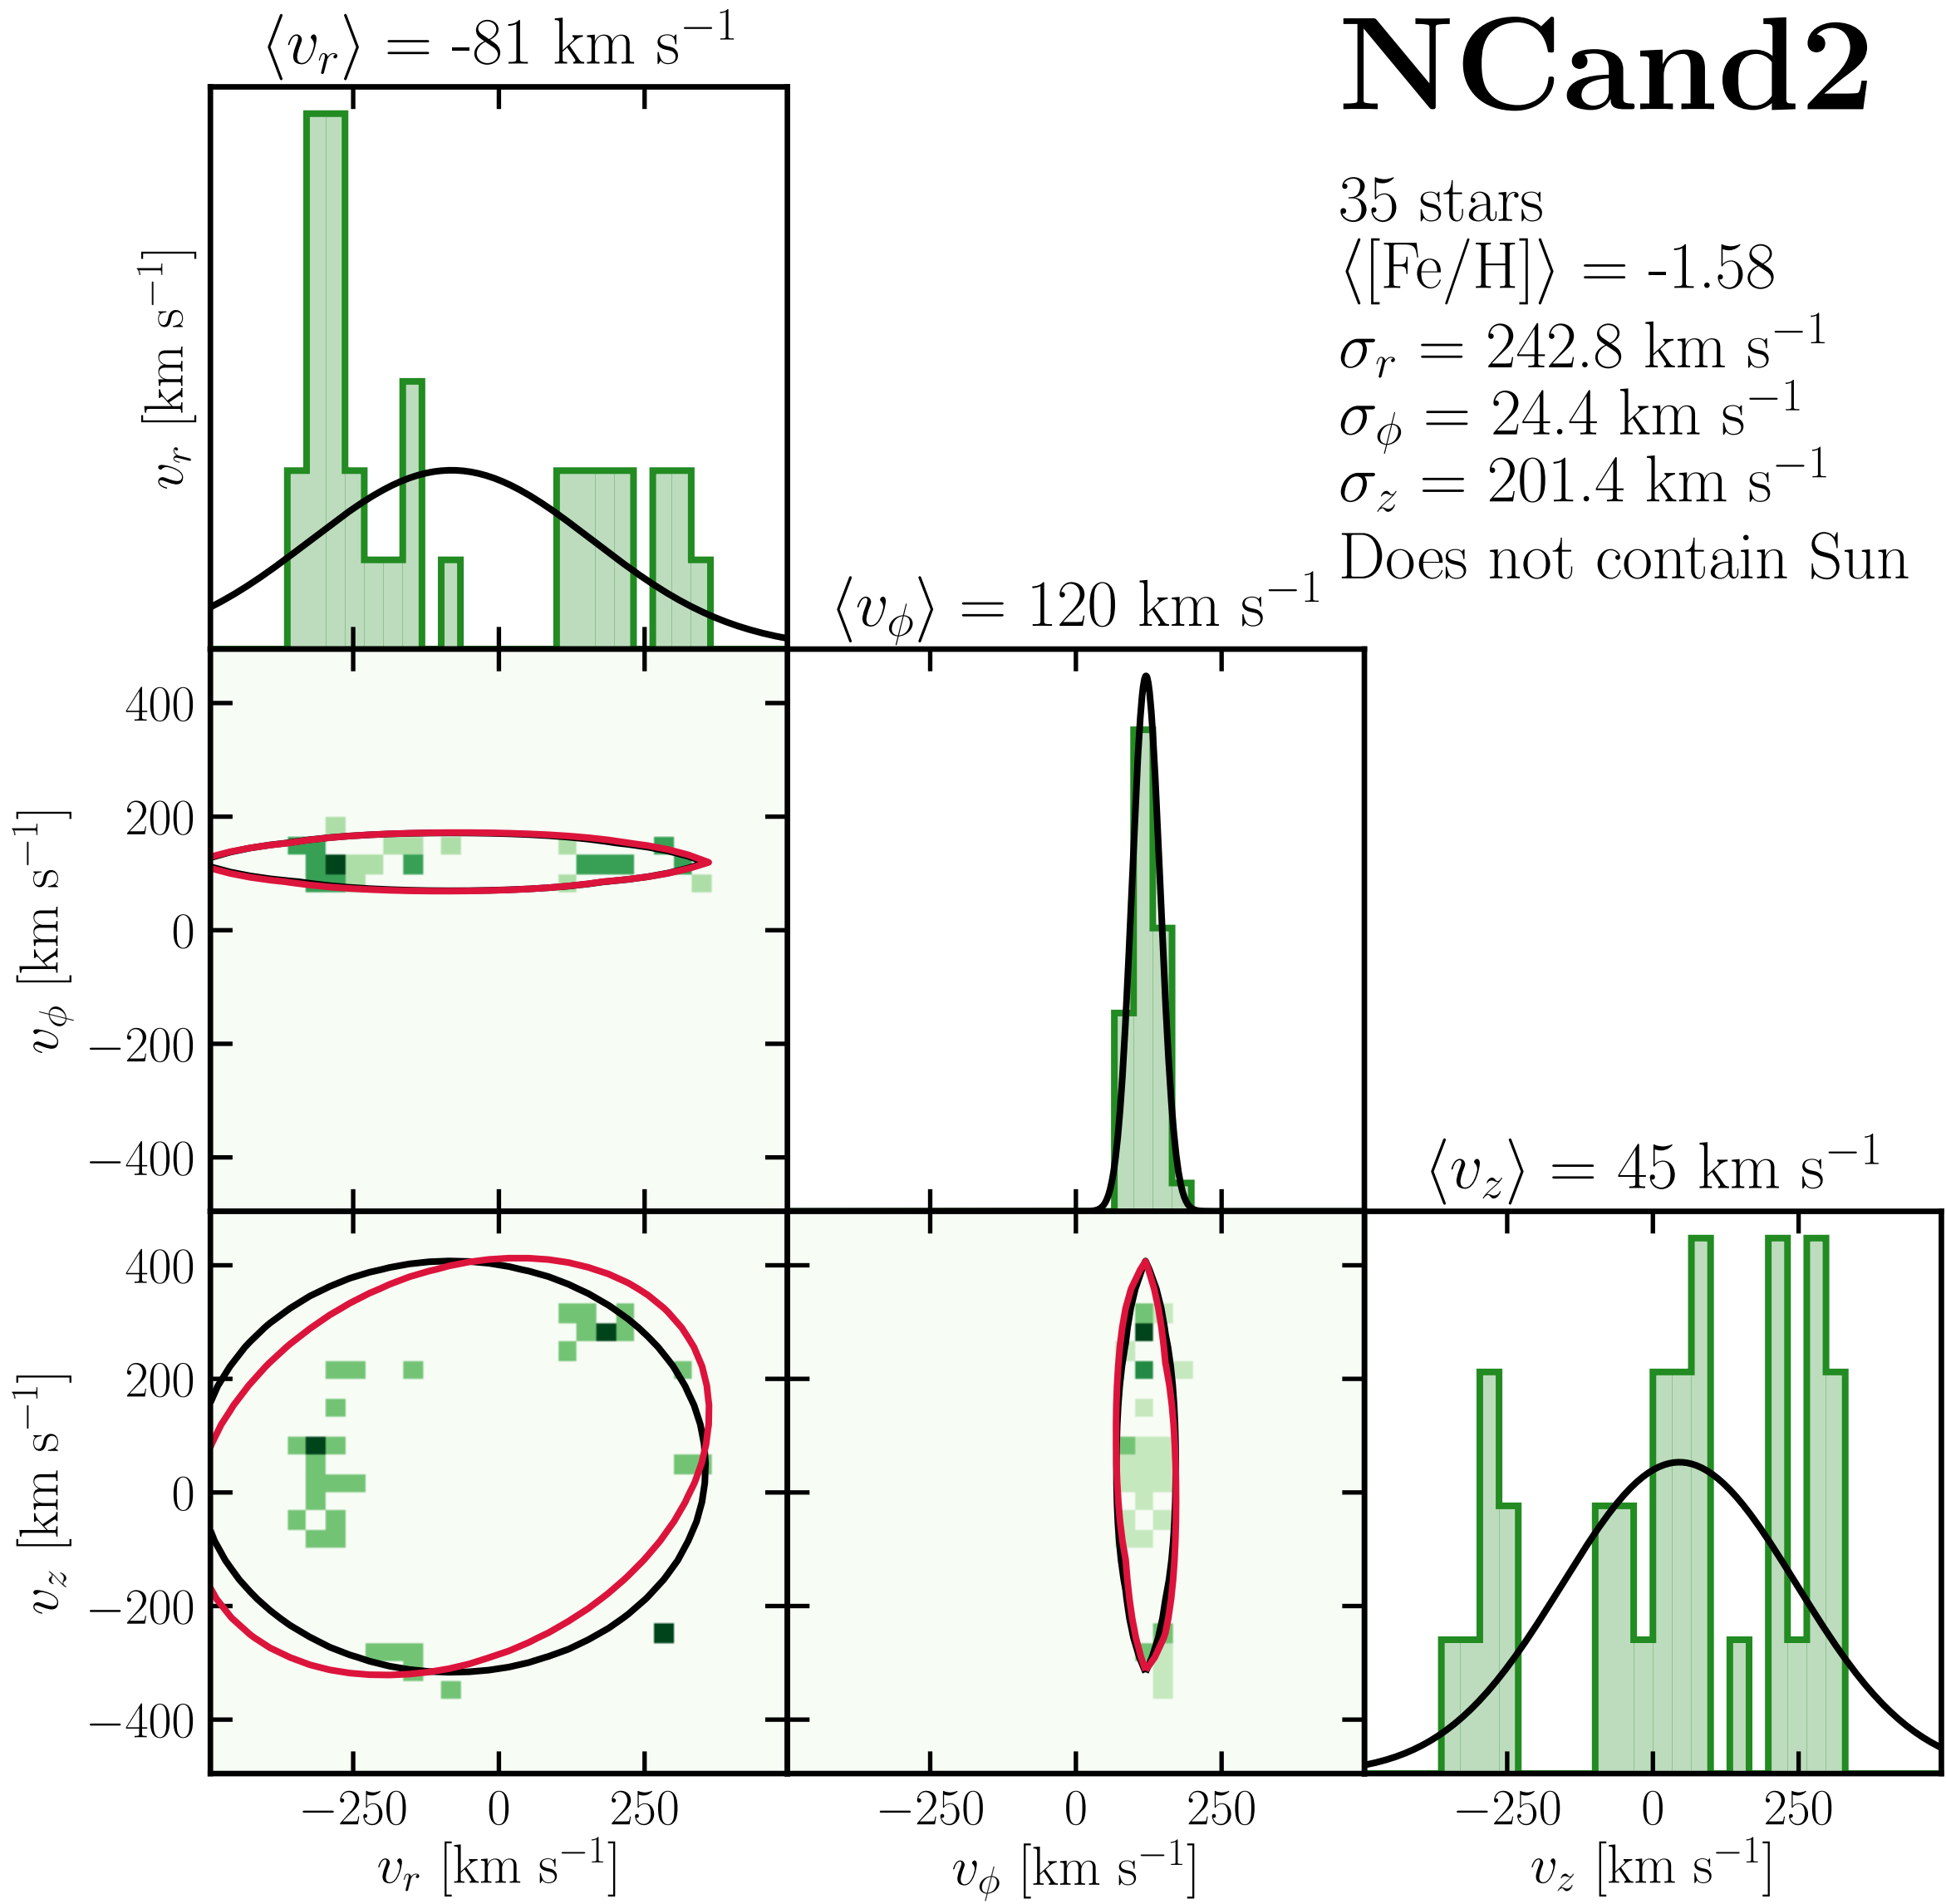 ⟨v_r⟩ = -81 km s⁻¹
NCand2
35 stars
⟨[Fe/H]⟩ = -1.58
σ_r = 242.8 km s⁻¹
σ_ϕ = 24.4 km s⁻¹
σ_z = 201.4 km s⁻¹
Does not contain Sun
v_r [km s⁻¹]
⟨v_ϕ⟩ = 120 km s⁻¹
400
200
0
−200
−400
v_ϕ [km s⁻¹]
⟨v_z⟩ = 45 km s⁻¹
400
200
0
−200
−400
v_z [km s⁻¹]
−250 0 250
−250 0 250
−250 0 250
v_r [km s⁻¹]
v_ϕ [km s⁻¹]
v_z [km s⁻¹]